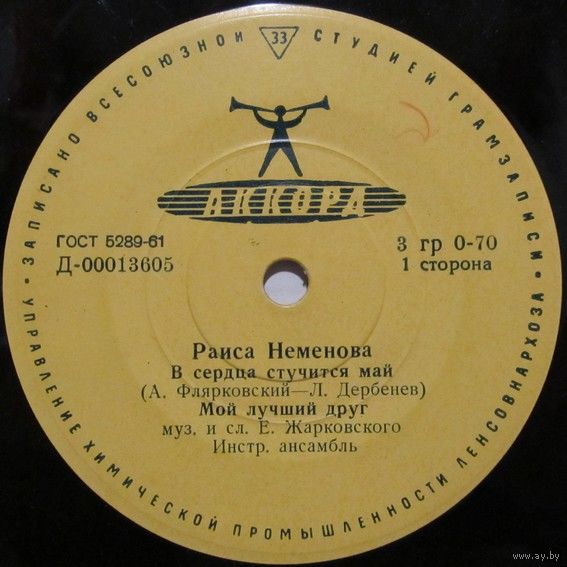 ЗАПИСАНО ВСЕСОЮЗНОЙ СТУДИЕЙ ГРАМЗАПИСИ
33
АККОРД
ГОСТ 5289-61
3 гр 0-70
Д-00013605
1 сторона
Раиса Неменова
В сердца стучится май
(А. Флярковский—Л. Дербенев)
Мой лучший друг
муз. и сл. Е. Жарковского
Инстр. ансамбль
УПРАВЛЕНИЕ ХИМИЧЕСКОЙ ПРОМЫШЛЕННОСТИ ЛЕНСОВНАРХОЗА
www.ay.by